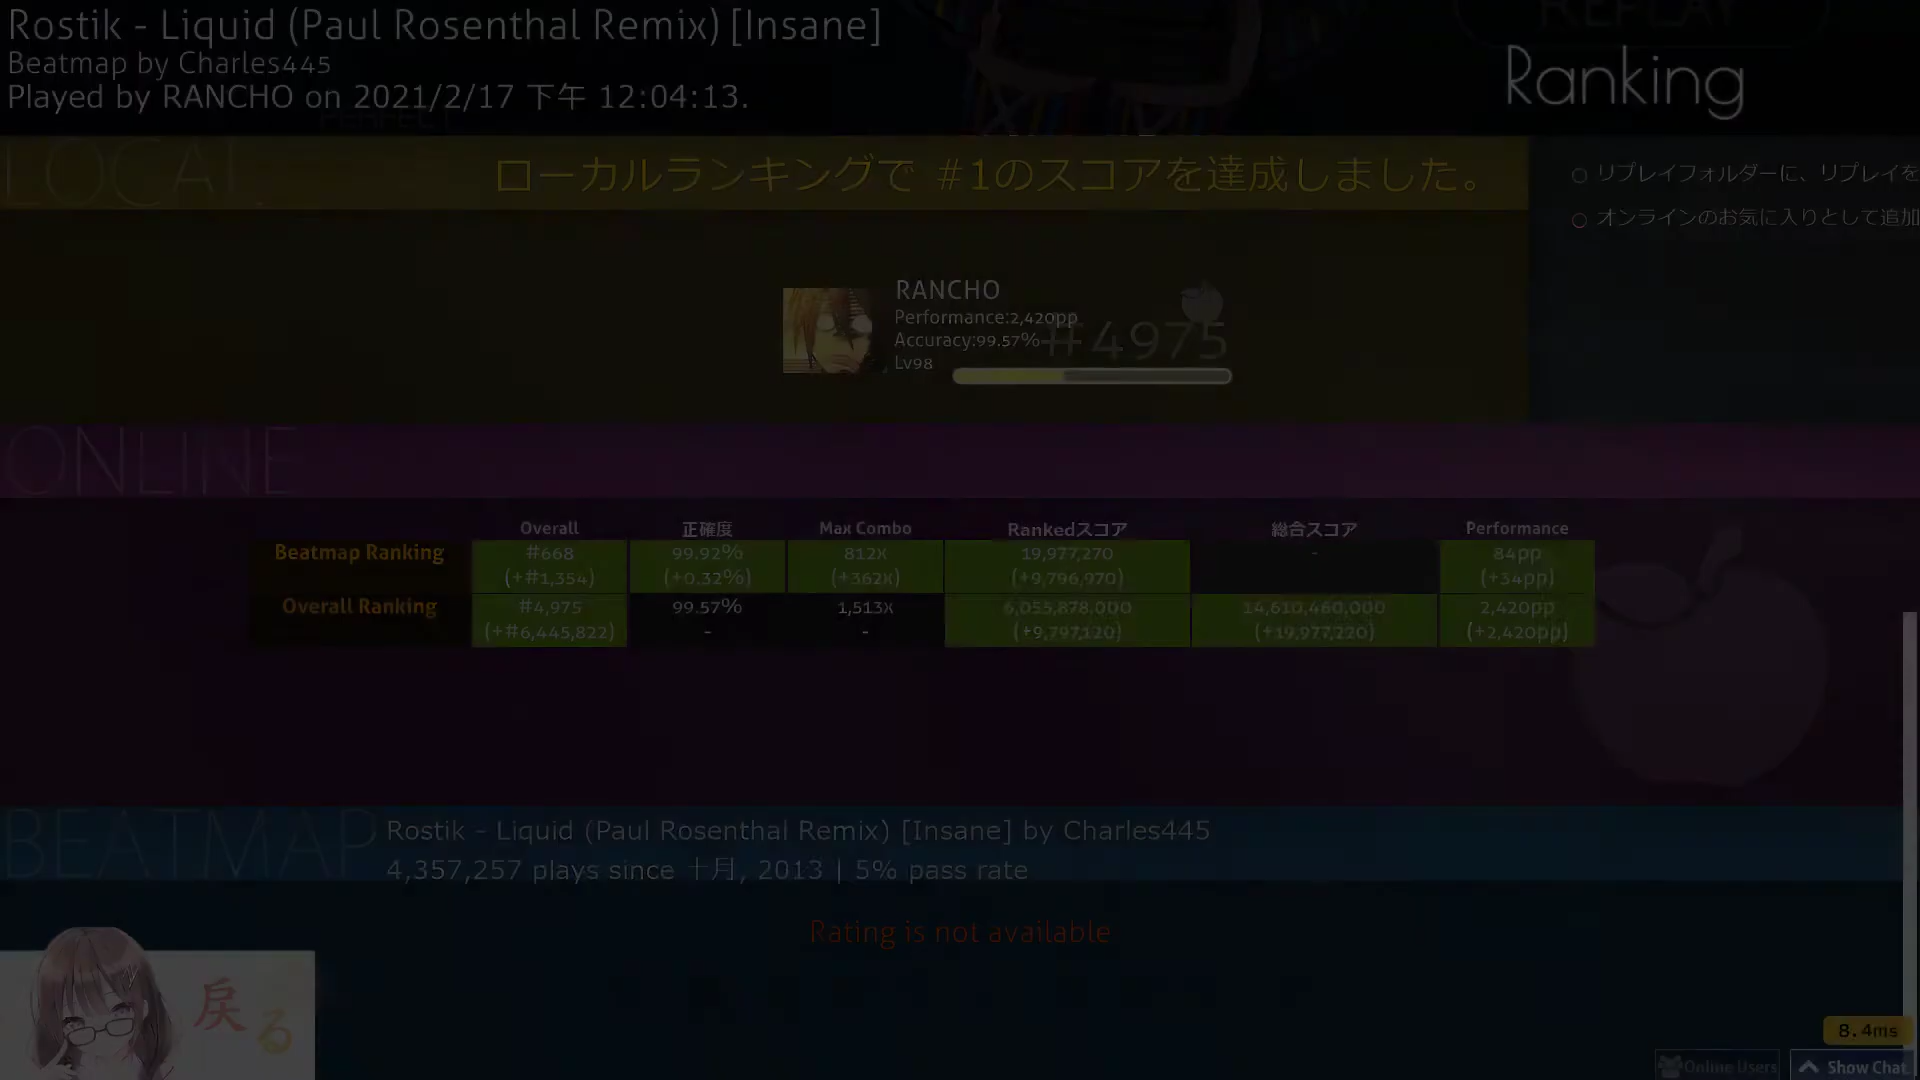 Rostik - Liquid (Paul Rosenthal Remix) [Insane]
Beatmap by Charles445
Played by RANCHO on 2021/2/17 下午 12:04:13.
REPLAY
Ranking
PERFECT
LOCAL
ローカルランキングで #1のスコアを達成しました。
リプレイフォルダーに、リプレイを
オンラインのお気に入りとして追加
RANCHO
Performance:2,420pp
Accuracy:99.57%
Lv98
#4975
ONLINE
Overall 正確度 Max Combo Rankedスコア 総合スコア Performance
Beatmap Ranking #668 99.92% 812x 19,977,270 - 84pp
(+#1,354) (+0.32%) (+362x) (+9,796,970) (+34pp)
Overall Ranking #4,975 99.57% 1,513x 6,055,878,000 14,610,460,000 2,420pp
(+#6,445,822) - - (+9,797,120) (+19,977,220) (+2,420pp)
BEATMAP
Rostik - Liquid (Paul Rosenthal Remix) [Insane] by Charles445
4,357,257 plays since 十月, 2013 | 5% pass rate
Rating is not available
戻る
8.4ms
Online Users
Show Chat